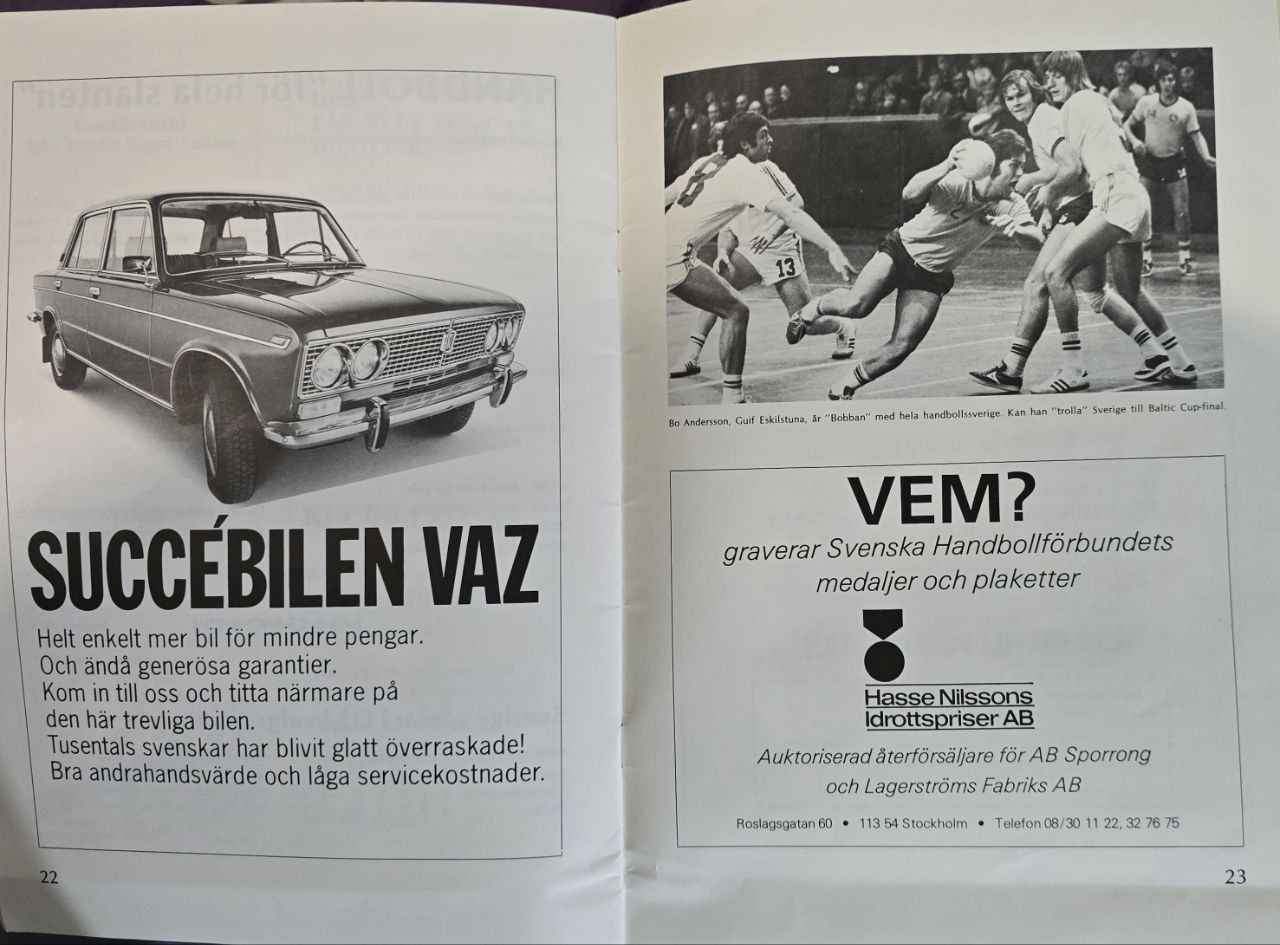 SUCCÉBILEN VAZ
Helt enkelt mer bil för mindre pengar.
Och ändå generösa garantier.
Kom in till oss och titta närmare på
den här trevliga bilen.
Tusentals svenskar har blivit glatt överraskade!
Bra andrahandsvärde och låga servicekostnader.
22
13
Bo Andersson, Guif Eskilstuna, är "Bobban" med hela handbollssverige. Kan han "trolla" Sverige till Baltic Cup-final.
VEM?
graverar Svenska Handbollförbundets
medaljer och plaketter
Hasse Nilssons
Idrottspriser AB
Auktoriserad återförsäljare för AB Sporrong
och Lagerströms Fabriks AB
Roslagsgatan 60 • 113 54 Stockholm • Telefon 08/30 11 22, 32 76 75
23